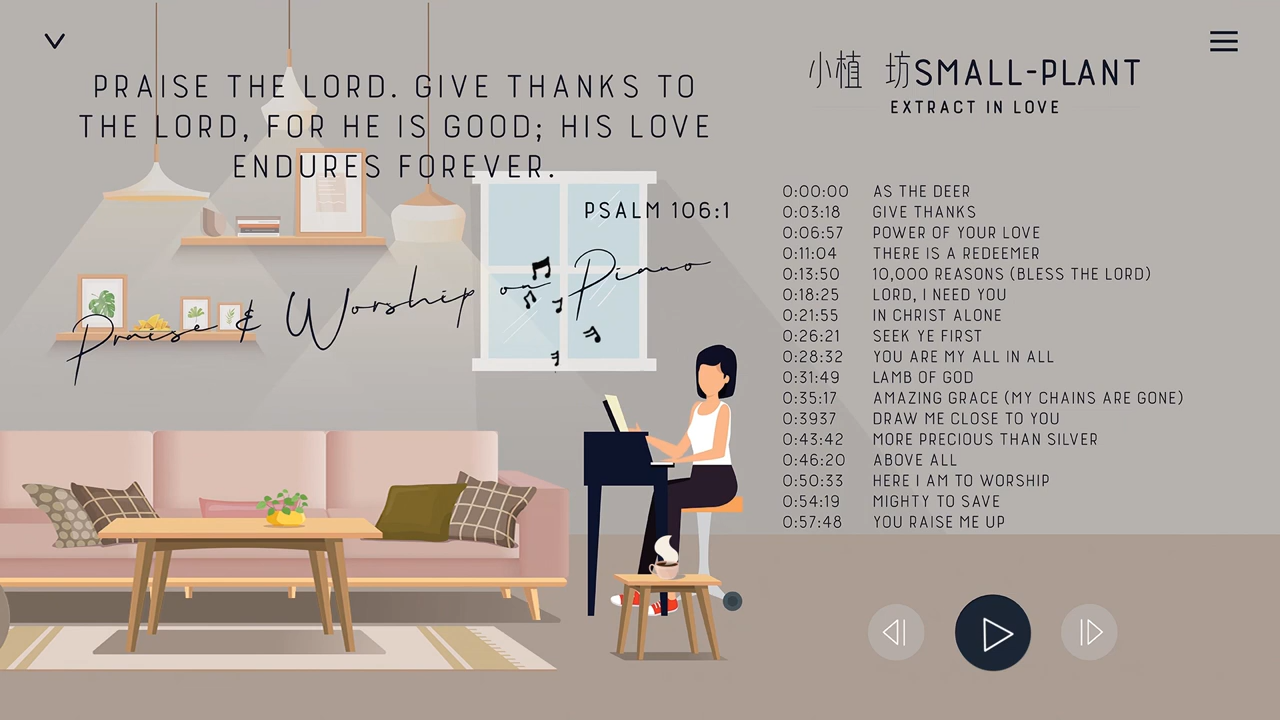 PRAISE THE LORD. GIVE THANKS TO
THE LORD, FOR HE IS GOOD; HIS LOVE
ENDURES FOREVER.
PSALM 106:1
Praise & Worship on Piano
小植 坊SMALL-PLANT
EXTRACT IN LOVE
0:00:00 AS THE DEER
0:03:18 GIVE THANKS
0:06:57 POWER OF YOUR LOVE
0:11:04 THERE IS A REDEEMER
0:13:50 10,000 REASONS (BLESS THE LORD)
0:18:25 LORD, I NEED YOU
0:21:55 IN CHRIST ALONE
0:26:21 SEEK YE FIRST
0:28:32 YOU ARE MY ALL IN ALL
0:31:49 LAMB OF GOD
0:35:17 AMAZING GRACE (MY CHAINS ARE GONE)
0:3937 DRAW ME CLOSE TO YOU
0:43:42 MORE PRECIOUS THAN SILVER
0:46:20 ABOVE ALL
0:50:33 HERE I AM TO WORSHIP
0:54:19 MIGHTY TO SAVE
0:57:48 YOU RAISE ME UP